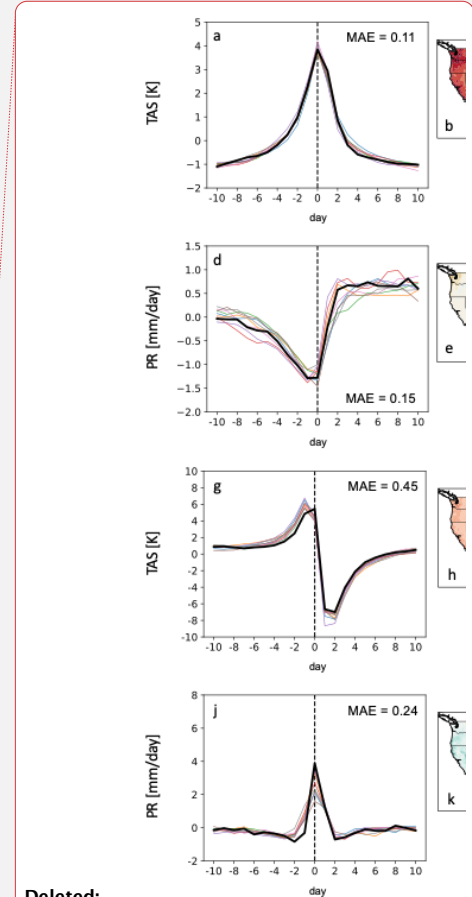 a
MAE = 0.11
TAS [K]
5
4
3
2
1
0
−1
−2
-10 -8 -6 -4 -2 0 2 4 6 8 10
day
b
d
PR [mm/day]
1.5
1.0
0.5
0.0
−0.5
−1.0
−1.5
−2.0
MAE = 0.15
-10 -8 -6 -4 -2 0 2 4 6 8 10
day
e
g
MAE = 0.45
TAS [K]
10
8
6
4
2
0
-2
-4
-6
-8
-10
-10 -8 -6 -4 -2 0 2 4 6 8 10
day
h
j
MAE = 0.24
PR [mm/day]
8
6
4
2
0
-2
-10 -8 -6 -4 -2 0 2 4 6 8 10
day
k
Deleted: